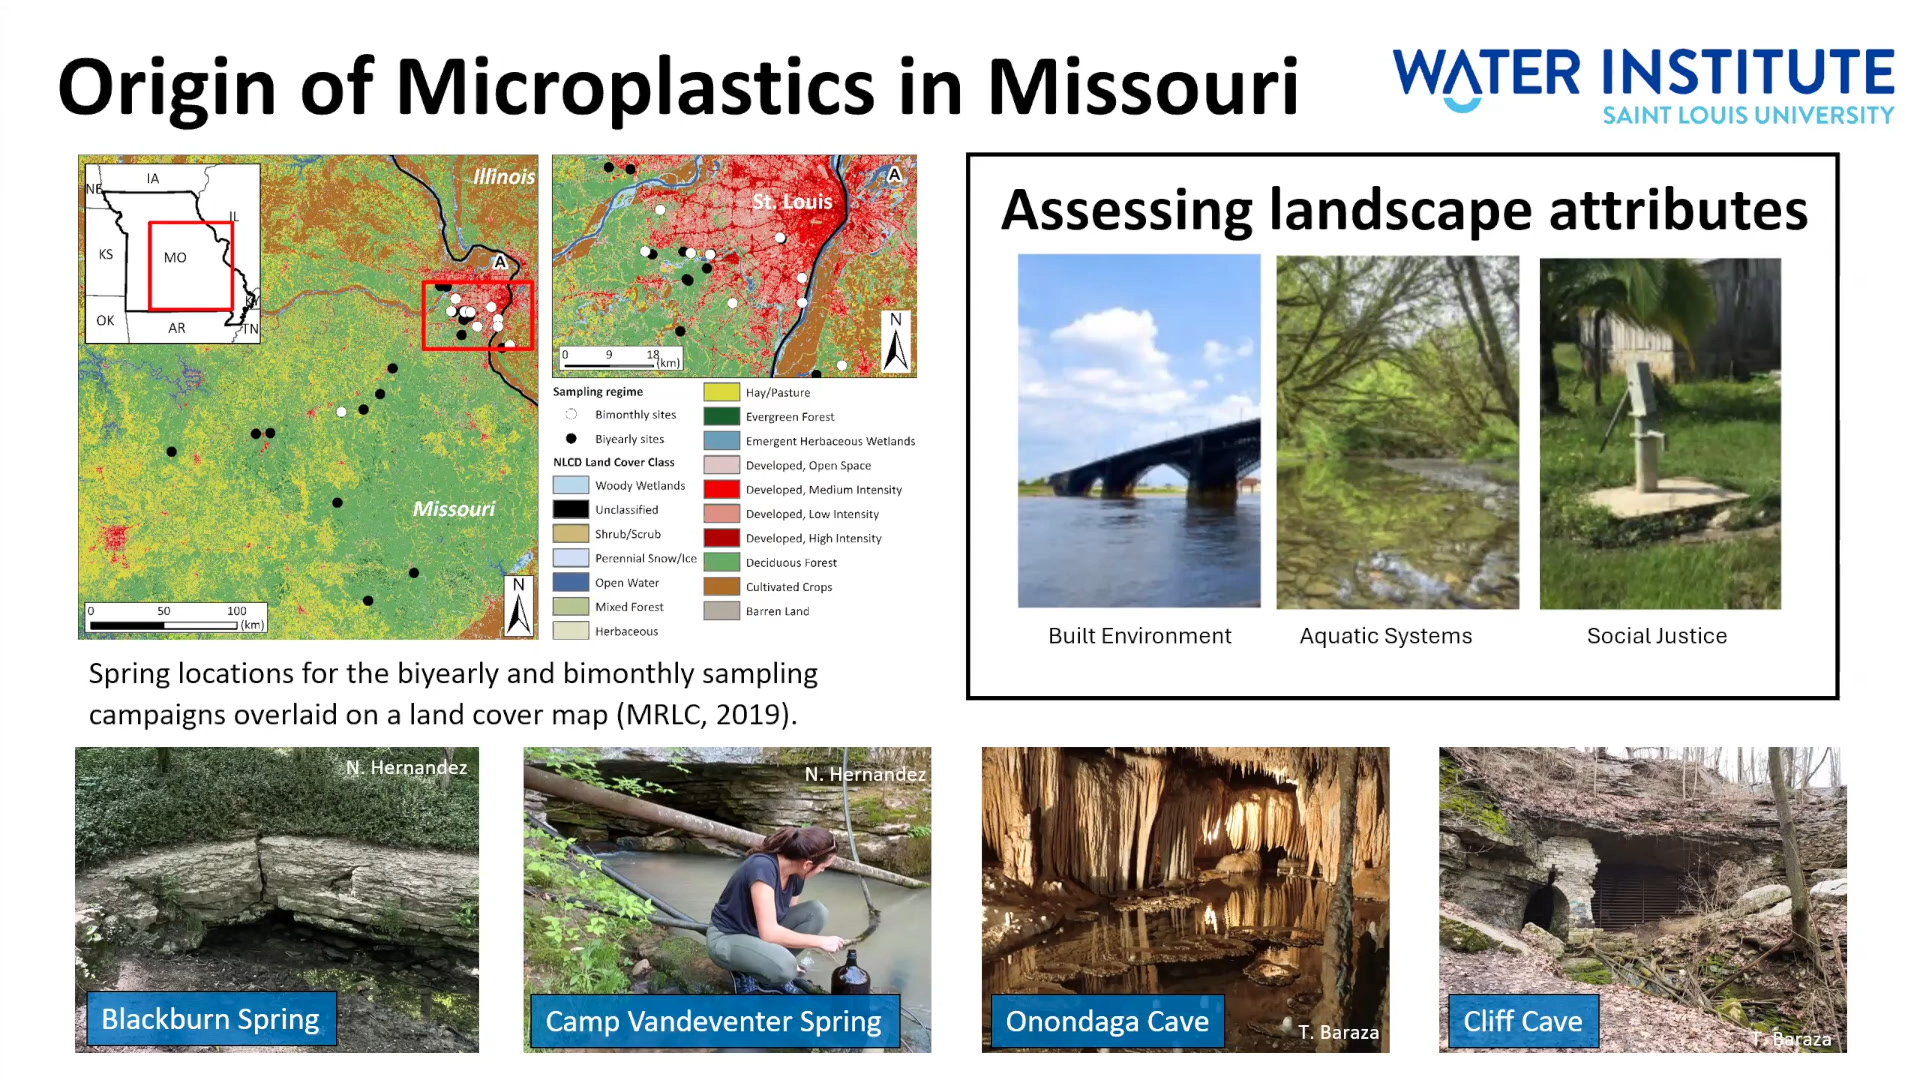 Origin of Microplastics in Missouri
WATER INSTITUTE
SAINT LOUIS UNIVERSITY
NE
IA
IL
KS
MO
KY
OK
AR
TN
Illinois
A
Missouri
N
0 50 100
(km)
St. Louis
A
N
0 9 18
(km)
Sampling regime
Bimonthly sites
Biyearly sites
NLCD Land Cover Class
Woody Wetlands
Unclassified
Shrub/Scrub
Perennial Snow/Ice
Open Water
Mixed Forest
Herbaceous
Hay/Pasture
Evergreen Forest
Emergent Herbaceous Wetlands
Developed, Open Space
Developed, Medium Intensity
Developed, Low Intensity
Developed, High Intensity
Deciduous Forest
Cultivated Crops
Barren Land
Spring locations for the biyearly and bimonthly sampling
campaigns overlaid on a land cover map (MRLC, 2019).
Assessing landscape attributes
Built Environment
Aquatic Systems
Social Justice
N. Hernandez
Blackburn Spring
N. Hernandez
Camp Vandeventer Spring
Onondaga Cave
T. Baraza
Cliff Cave
T. Baraza